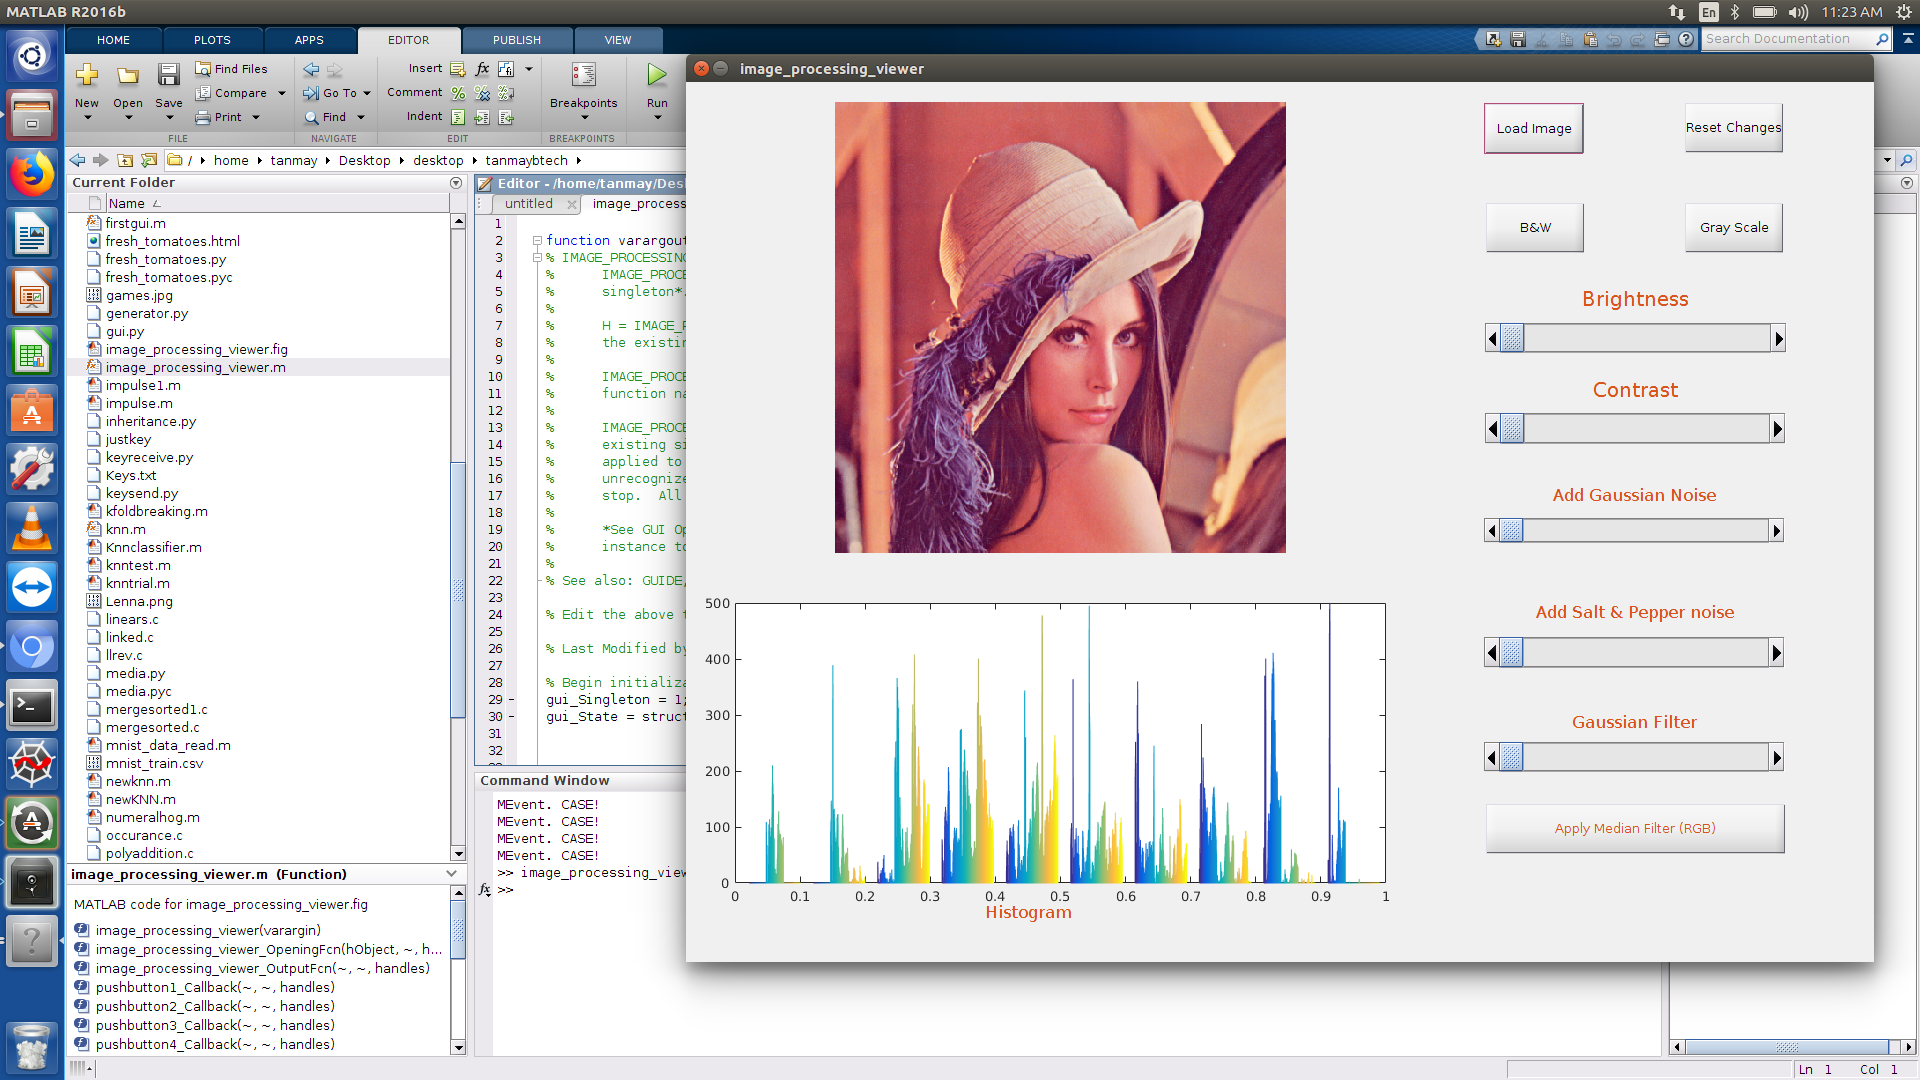 MATLAB R2016b
En
11:23 AM
HOME
PLOTS
APPS
EDITOR
PUBLISH
VIEW
Search Documentation
New
Open
Save
Find Files
Compare
Print
FILE
Go To
Find
NAVIGATE
Insert
fx
Comment
Indent
EDIT
Breakpoints
BREAKPOINTS
Run
/ home tanmay Desktop desktop tanmaybtech
Current Folder
Name
firstgui.m
fresh_tomatoes.html
fresh_tomatoes.py
fresh_tomatoes.pyc
games.jpg
generator.py
gui.py
image_processing_viewer.fig
image_processing_viewer.m
impulse1.m
impulse.m
inheritance.py
justkey
keyreceive.py
Keys.txt
keysend.py
kfoldbreaking.m
knn.m
Knnclassifier.m
knntest.m
knntrial.m
Lenna.png
linears.c
linked.c
llrev.c
media.py
media.pyc
mergesorted1.c
mergesorted.c
mnist_data_read.m
mnist_train.csv
newknn.m
newKNN.m
numeralhog.m
occurance.c
polyaddition.c
image_processing_viewer.m (Function)
MATLAB code for image_processing_viewer.fig
image_processing_viewer(varargin)
image_processing_viewer_OpeningFcn(hObject, ~, h...
image_processing_viewer_OutputFcn(~, ~, handles)
pushbutton1_Callback(~, ~, handles)
pushbutton2_Callback(~, ~, handles)
pushbutton3_Callback(~, ~, handles)
pushbutton4_Callback(~, ~, handles)
Editor - /home/tanmay/Des
untitled
image_process
1
2 function varargout
3 % IMAGE_PROCESSING
4 % IMAGE_PROCE
5 % singleton*.
6 %
7 % H = IMAGE_P
8 % the existin
9 %
10 % IMAGE_PROCE
11 % function na
12 %
13 % IMAGE_PROCE
14 % existing si
15 % applied to
16 % unrecognize
17 % stop. All
18 %
19 % *See GUI Op
20 % instance to
21 %
22 % See also: GUIDE,
23
24 % Edit the above t
25
26 % Last Modified by
27
28 % Begin initializa
29 - gui_Singleton = 1;
30 - gui_State = struct
31
32
Command Window
MEvent. CASE!
MEvent. CASE!
MEvent. CASE!
MEvent. CASE!
>> image_processing_view
fx >>
image_processing_viewer
Load Image
Reset Changes
B&W
Gray Scale
Brightness
Contrast
Add Gaussian Noise
Add Salt & Pepper noise
Gaussian Filter
Apply Median Filter (RGB)
500
400
300
200
100
0
0 0.1 0.2 0.3 0.4 0.5 0.6 0.7 0.8 0.9 1
Histogram
Ln 1 Col 1